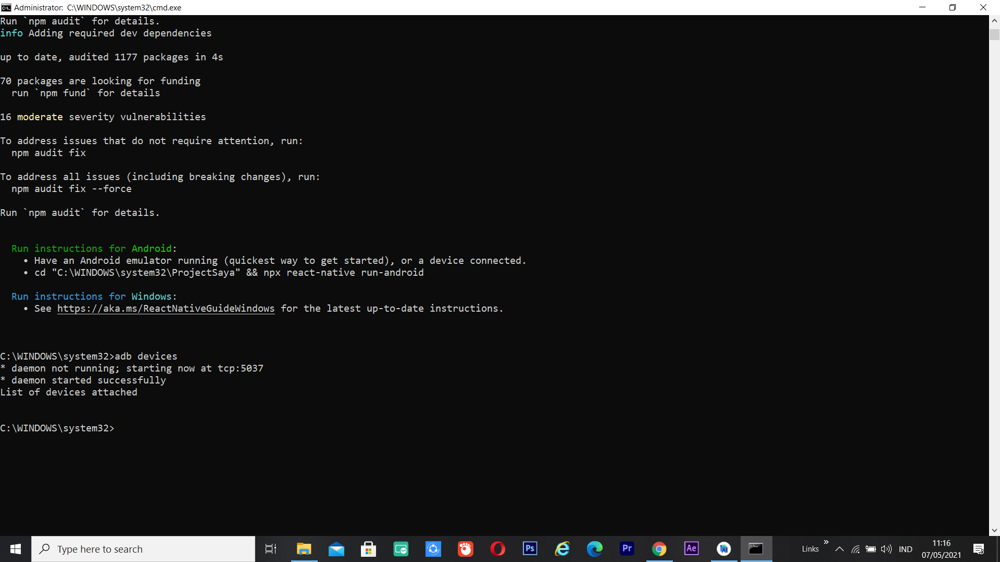 Administrator:  C:\WINDOWS\system32\cmd.exe
Run `npm audit` for details.
info Adding required dev dependencies
up to date, audited 1177 packages in 4s
70 packages are looking for funding
  run `npm fund` for details
16 moderate severity vulnerabilities
To address issues that do not require attention, run:
  npm audit fix
To address all issues (including breaking changes), run:
  npm audit fix --force
Run `npm audit` for details.
  Run instructions for Android:
    • Have an Android emulator running (quickest way to get started), or a device connected.
    • cd "C:\WINDOWS\system32\ProjectSaya" && npx react-native run-android
  Run instructions for Windows:
    • See https://aka.ms/ReactNativeGuideWindows for the latest up-to-date instructions.
C:\WINDOWS\system32>adb devices
* daemon not running; starting now at tcp:5037
* daemon started successfully
List of devices attached
C:\WINDOWS\system32>
Type here to search
Ps
Pr
Ae
Links
IND
11:16
07/05/2021